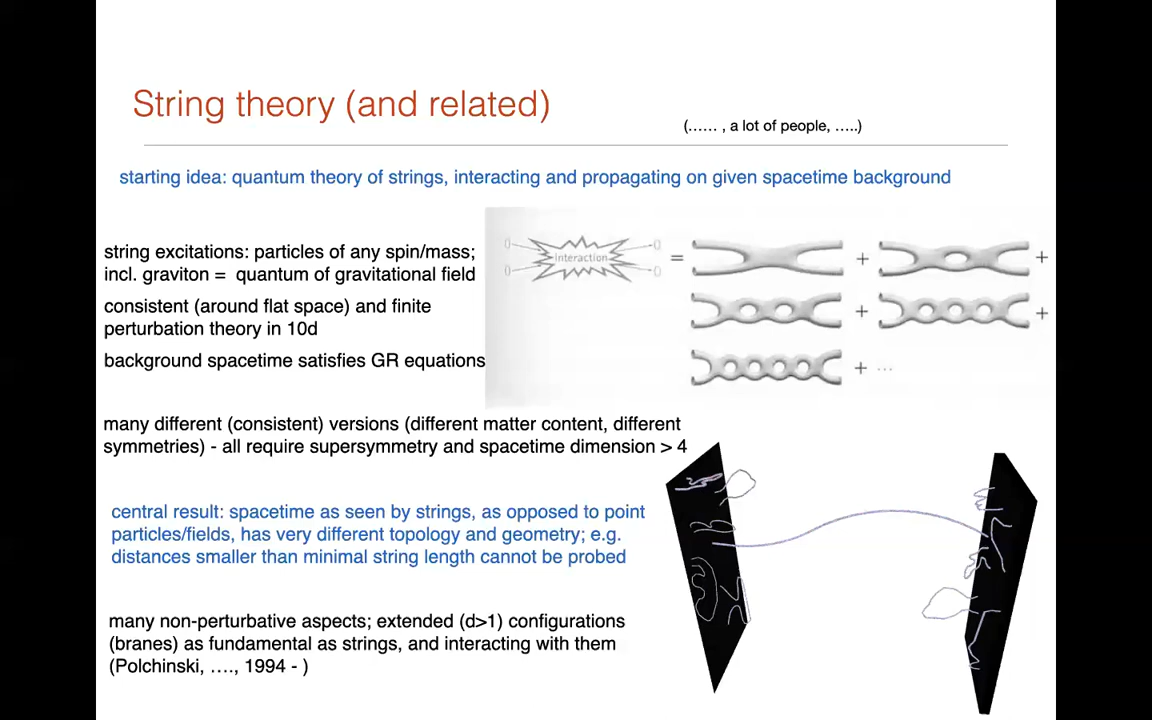 String theory (and related)
(…… , a lot of people, …..)
starting idea: quantum theory of strings, interacting and propagating on given spacetime background
string excitations: particles of any spin/mass;
incl. graviton = quantum of gravitational field
consistent (around flat space) and finite
perturbation theory in 10d
background spacetime satisfies GR equations
Interaction
=
+
+
+
+
+ ...
many different (consistent) versions (different matter content, different
symmetries) - all require supersymmetry and spacetime dimension > 4
central result: spacetime as seen by strings, as opposed to point
particles/fields, has very different topology and geometry; e.g.
distances smaller than minimal string length cannot be probed
many non-perturbative aspects; extended (d>1) configurations
(branes) as fundamental as strings, and interacting with them
(Polchinski, …., 1994 - )